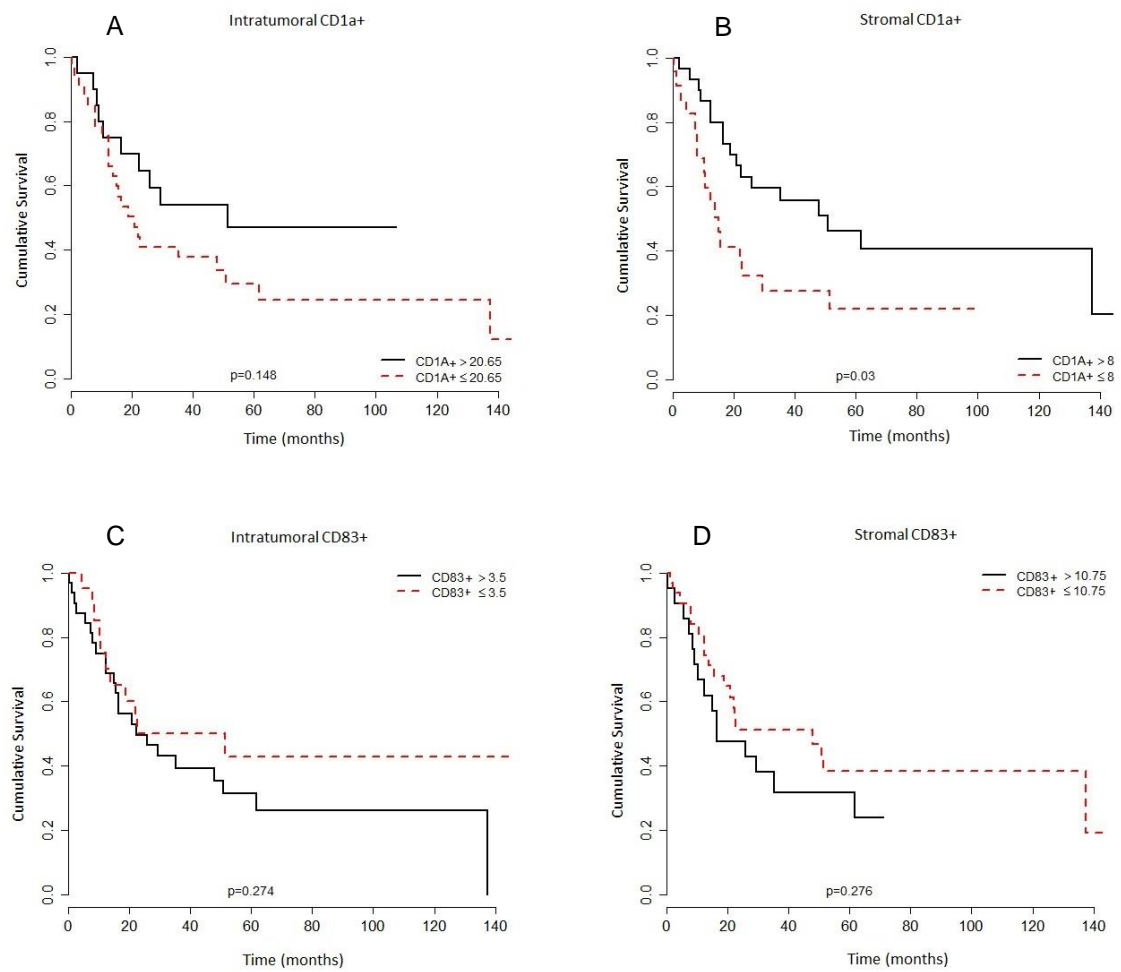 A
Intratumoral CD1a+
Cumulative Survival
1.0
0.8
0.6
0.4
0.2
0.0
CD1A+ > 20.65
CD1A+ ≤ 20.65
p=0.148
0 20 40 60 80 100 120 140
Time (months)
B
Stromal CD1a+
Cumulative Survival
1.0
0.8
0.6
0.4
0.2
0.0
CD1A+ > 8
CD1A+ ≤ 8
p=0.03
0 20 40 60 80 100 120 140
Time (months)
C
Intratumoral CD83+
Cumulative Survival
1.0
0.8
0.6
0.4
0.2
0.0
CD83+ > 3.5
CD83+ ≤ 3.5
p=0.274
0 20 40 60 80 100 120 140
Time (months)
D
Stromal CD83+
Cumulative Survival
1.0
0.8
0.6
0.4
0.2
0.0
CD83+ > 10.75
CD83+ ≤ 10.75
p=0.276
0 20 40 60 80 100 120 140
Time (months)